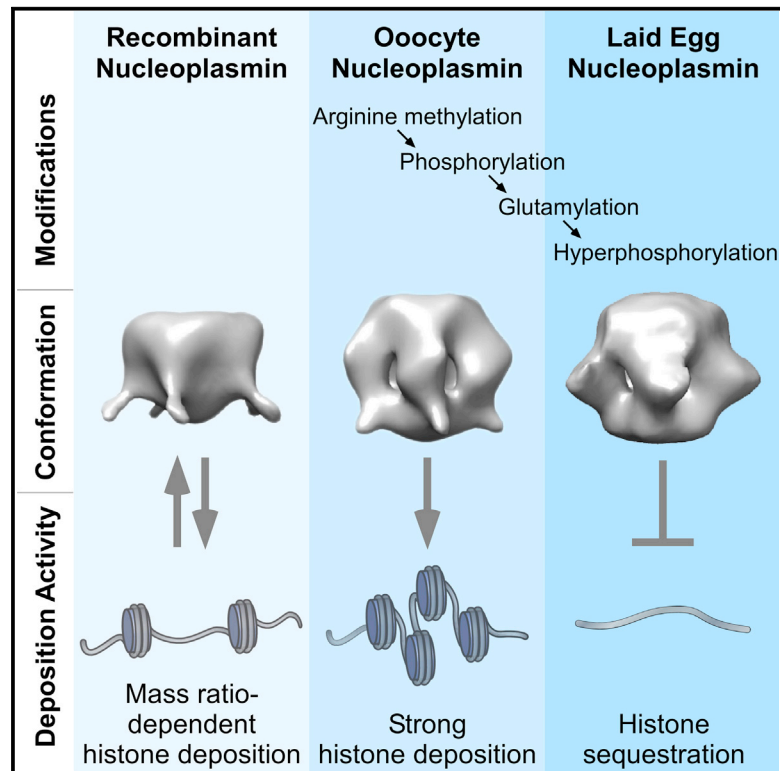 Recombinant
Nucleoplasmin
Ooocyte
Nucleoplasmin
Laid Egg
Nucleoplasmin
Modifications
Arginine methylation
Phosphorylation
Glutamylation
Hyperphosphorylation
Conformation
Deposition Activity
Mass ratio-
dependent
histone deposition
Strong
histone deposition
Histone
sequestration